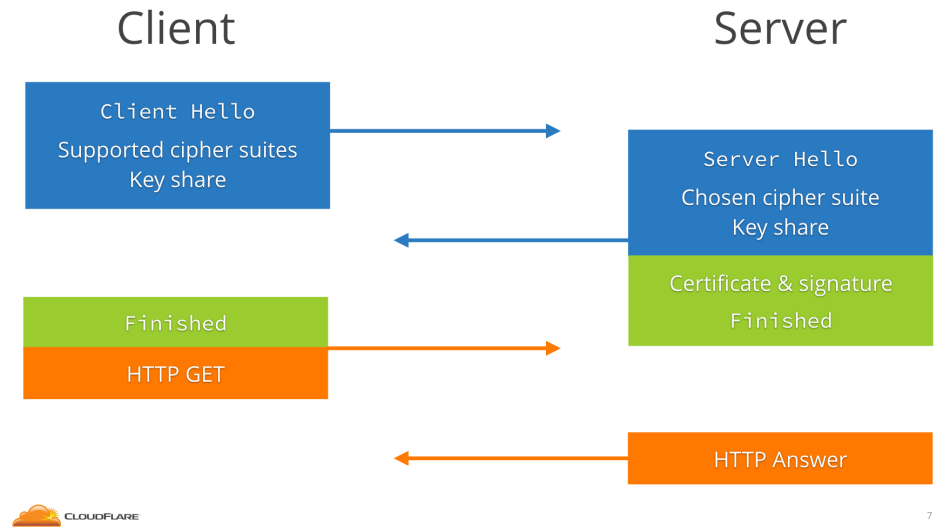 Client
Server
Client Hello
Supported cipher suites
Key share
Server Hello
Chosen cipher suite
Key share
Certificate & signature
Finished
Finished
HTTP GET
HTTP Answer
CLOUDFLARE
7